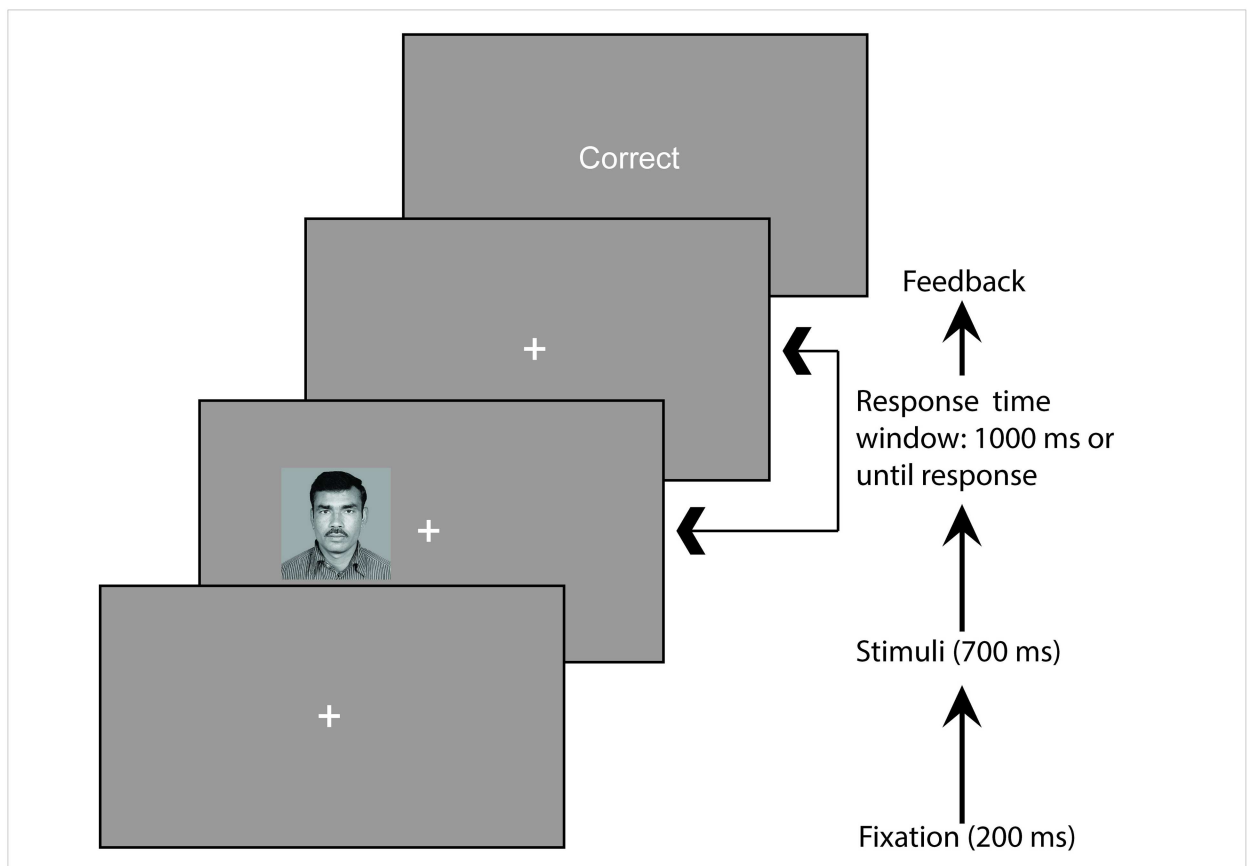 Correct
Feedback
Response time
window: 1000 ms or
until response
Stimuli (700 ms)
Fixation (200 ms)